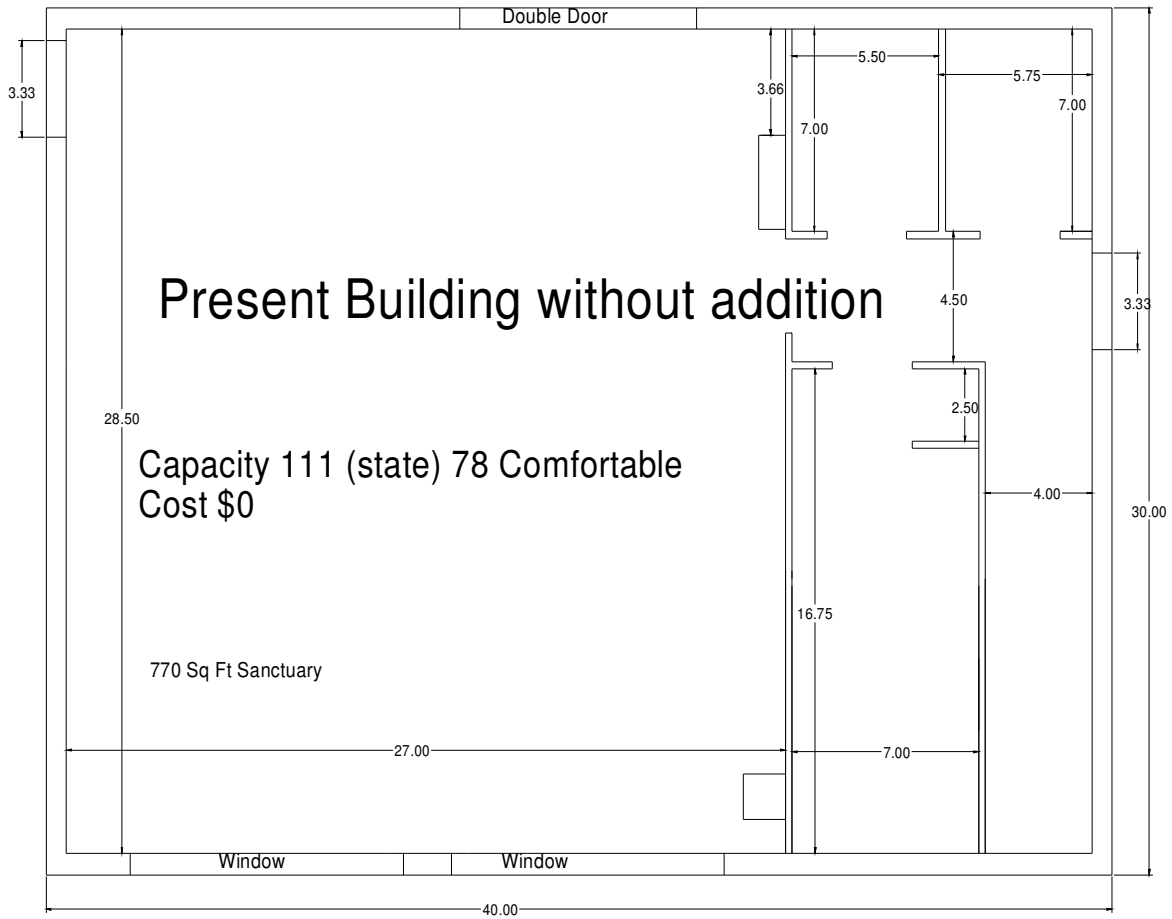 Double Door
5.50
5.75
3.33
3.66
7.00
7.00
Present Building without addition
4.50
3.33
28.50
2.50
Capacity 111 (state) 78 Comfortable
Cost $0
4.00
30.00
16.75
770 Sq Ft Sanctuary
27.00
7.00
Window
Window
40.00